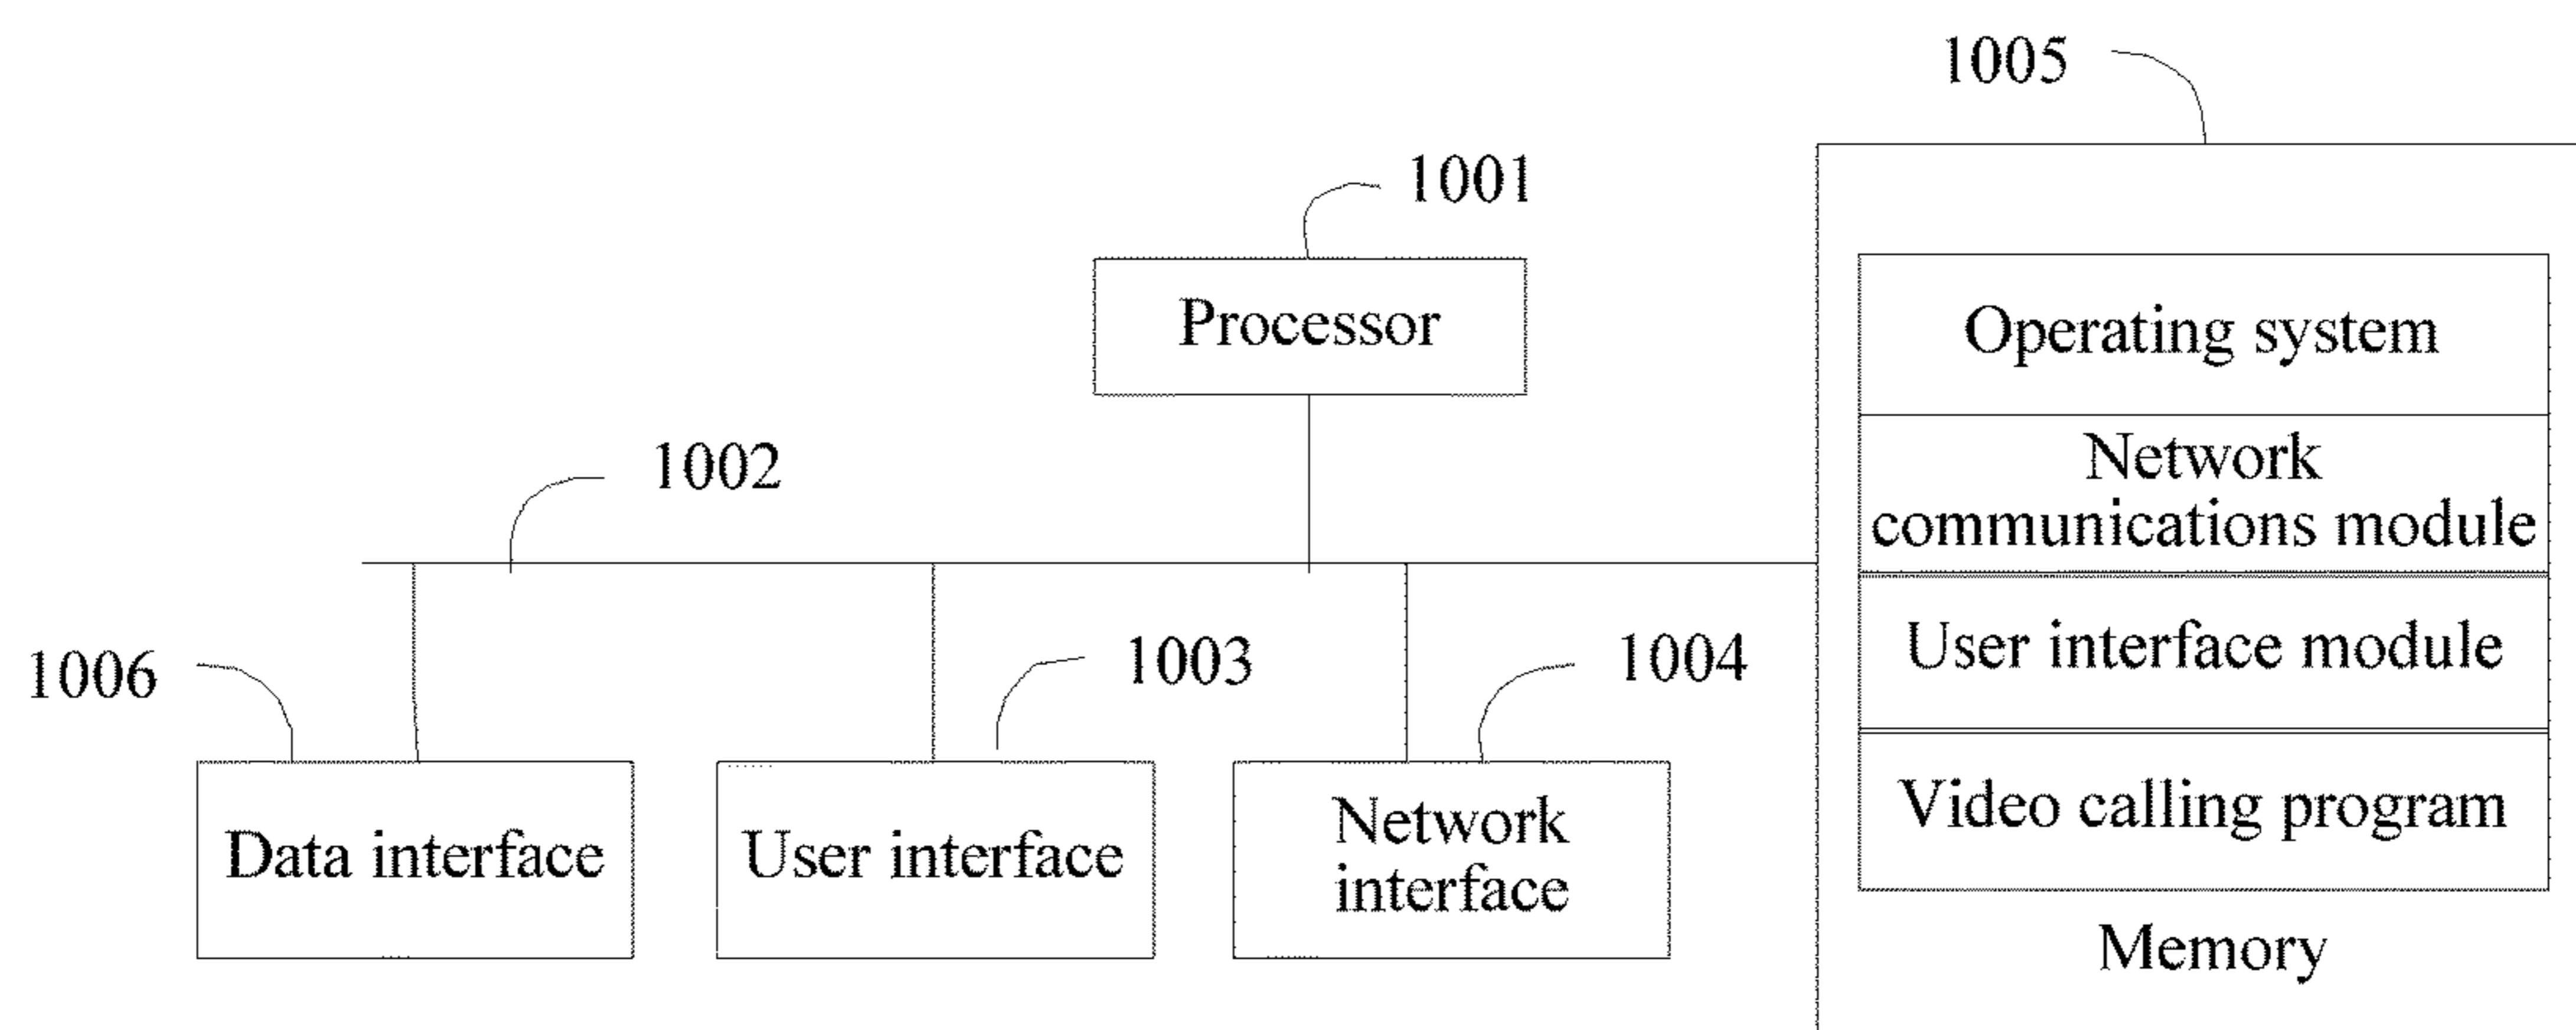 1005
1001
Processor
Operating system
Network
communications module
1002
User interface module
1006
1003
1004
Video calling program
Data interface
User interface
Network
interface
Memory